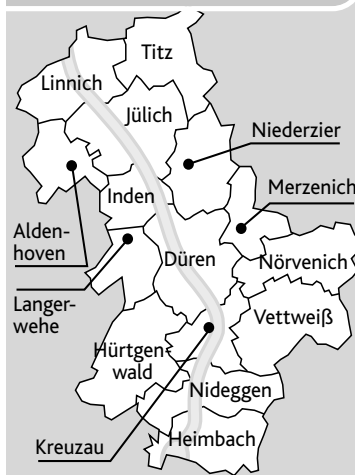 Titz
Linnich
Jülich
Niederzier
Merzenich
Inden
Alden-
hoven
Düren
Nörvenich
Langer-
wehe
Vettweiß
Hürtgen-
wald
Nideggen
Kreuzau
Heimbach